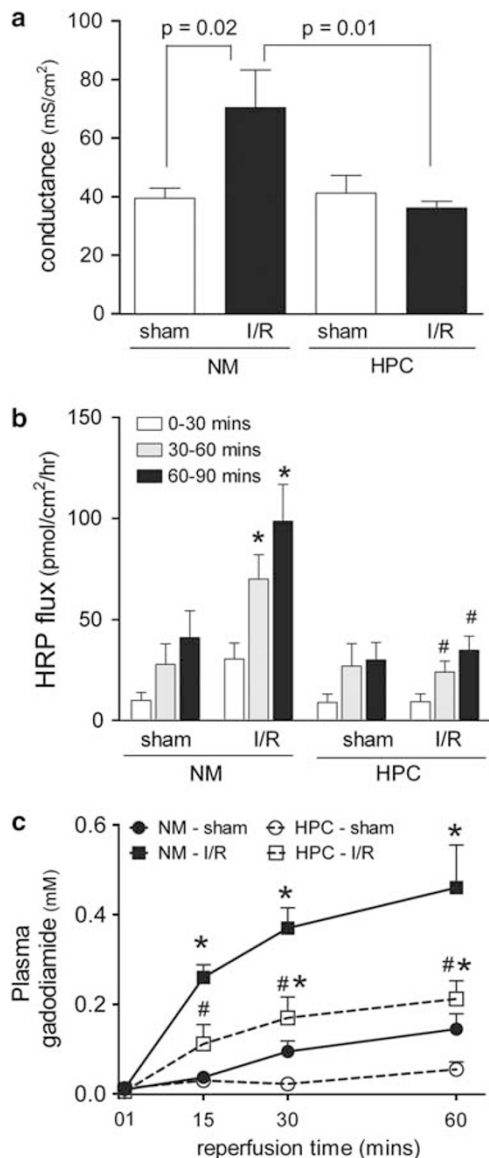 a
p = 0.02
p = 0.01
conductance (mS/cm²)
100
80
60
40
20
0
sham
I/R
sham
I/R
NM
HPC
b
HRP flux (pmol/cm²/hr)
150
100
50
0
0-30 mins
30-60 mins
60-90 mins
*
*
#
#
sham
I/R
sham
I/R
NM
HPC
c
Plasma
gadodiamide (mM)
0.6
0.4
0.2
0.0
NM - sham
HPC - sham
NM - I/R
HPC - I/R
*
*
*
#
#*
#*
01
15
30
60
reperfusion time (mins)